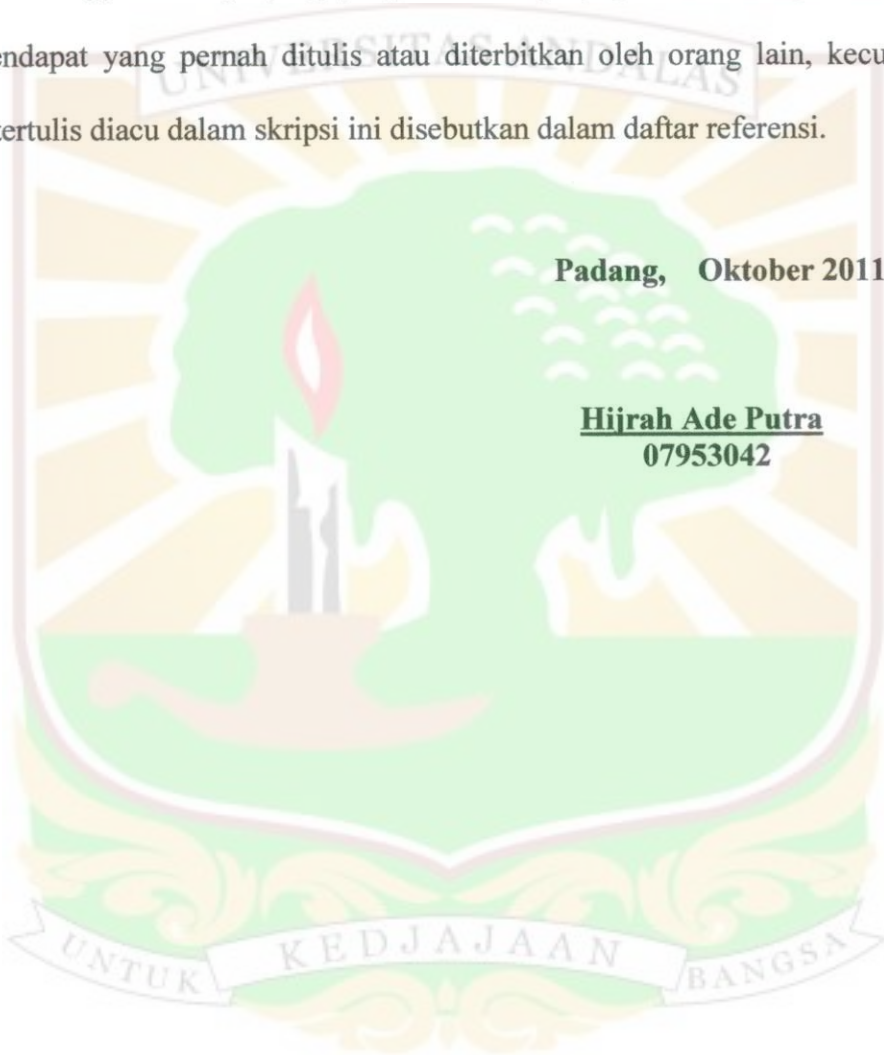 UNIVERSITAS ANDALAS
endapat yang pernah ditulis atau diterbitkan oleh orang lain, kecu
tertulis diacu dalam skripsi ini disebutkan dalam daftar referensi.
Padang, Oktober 2011
Hijrah Ade Putra
07953042
UNTUK KEDJAJAAN BANGSA